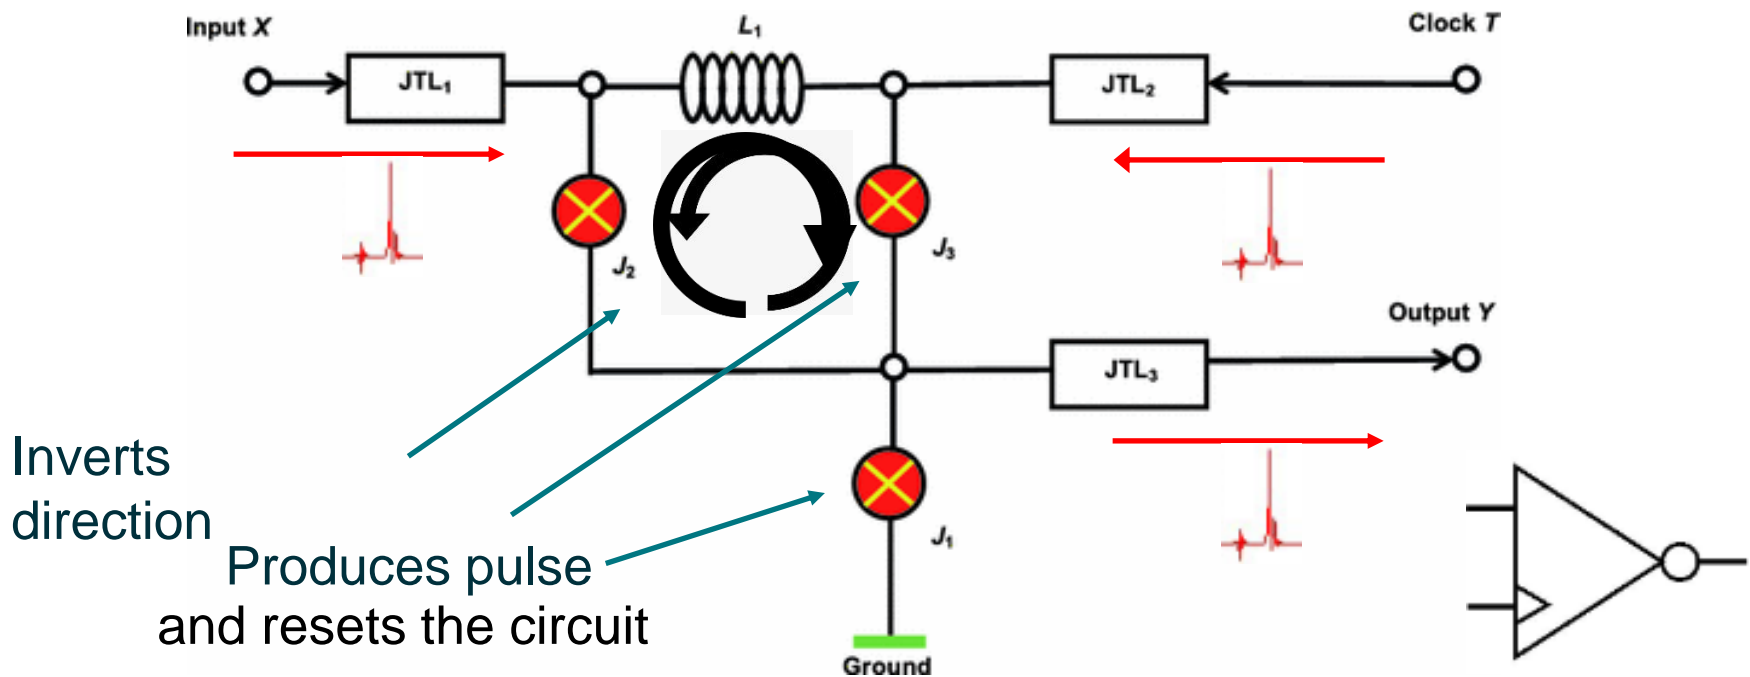 Input X
L₁
Clock T
JTL₁
JTL₂
J₂
J₃
Output Y
JTL₃
Inverts
direction
J₁
Produces pulse
and resets the circuit
Ground